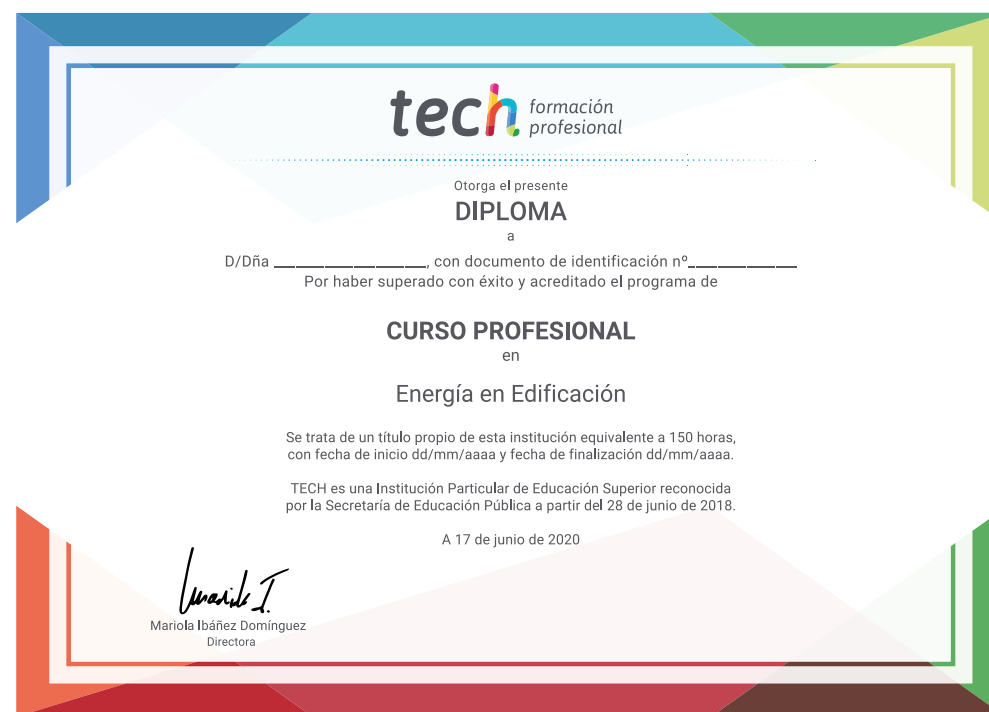 tech formación
profesional
Otorga el presente
DIPLOMA
a
D/Dña ______________, con documento de identificación nº__________
Por haber superado con éxito y acreditado el programa de
CURSO PROFESIONAL
en
Energía en Edificación
Se trata de un título propio de esta institución equivalente a 150 horas,
con fecha de inicio dd/mm/aaaa y fecha de finalización dd/mm/aaaa.
TECH es una Institución Particular de Educación Superior reconocida
por la Secretaría de Educación Pública a partir del 28 de junio de 2018.
A 17 de junio de 2020
Mariola Ibáñez Domínguez
Directora